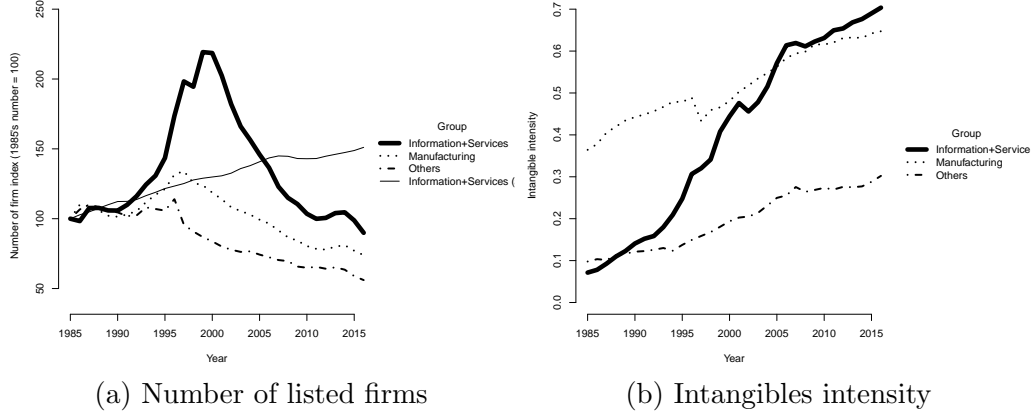 Number of firm index (1985's number = 100)
250
200
150
100
50
1985 1990 1995 2000 2005 2010 2015
Year
Group
Information+Services
Manufacturing
Others
Information+Services (
(a) Number of listed firms
Intangible intensity
0.7
0.6
0.5
0.4
0.3
0.2
0.1
0.0
1985 1990 1995 2000 2005 2010 2015
Year
Group
Information+Service
Manufacturing
Others
(b) Intangibles intensity